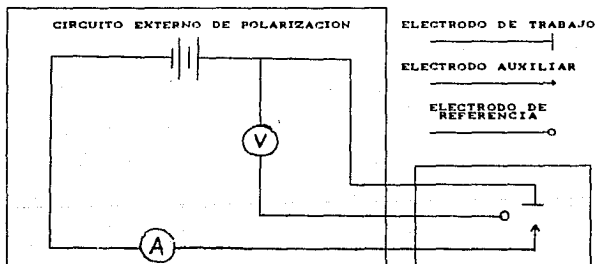 CIRCUITO EXTERNO DE POLARIZACION
ELECTRODO DE TRABAJO
ELECTRODO AUXILIAR
ELECTRODO DE
REFERENCIA
V
A